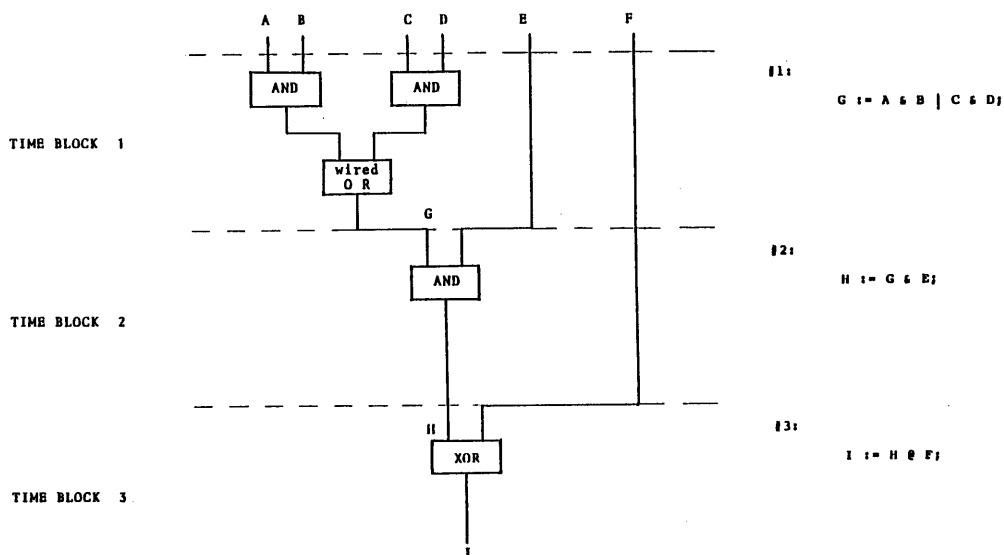 A B C D E F
#1:
AND AND
G := A & B | C & D;
TIME BLOCK 1
wired
O R
G
#2:
AND
H := G & E;
TIME BLOCK 2
H
#3:
XOR
I := H @ F;
TIME BLOCK 3
I